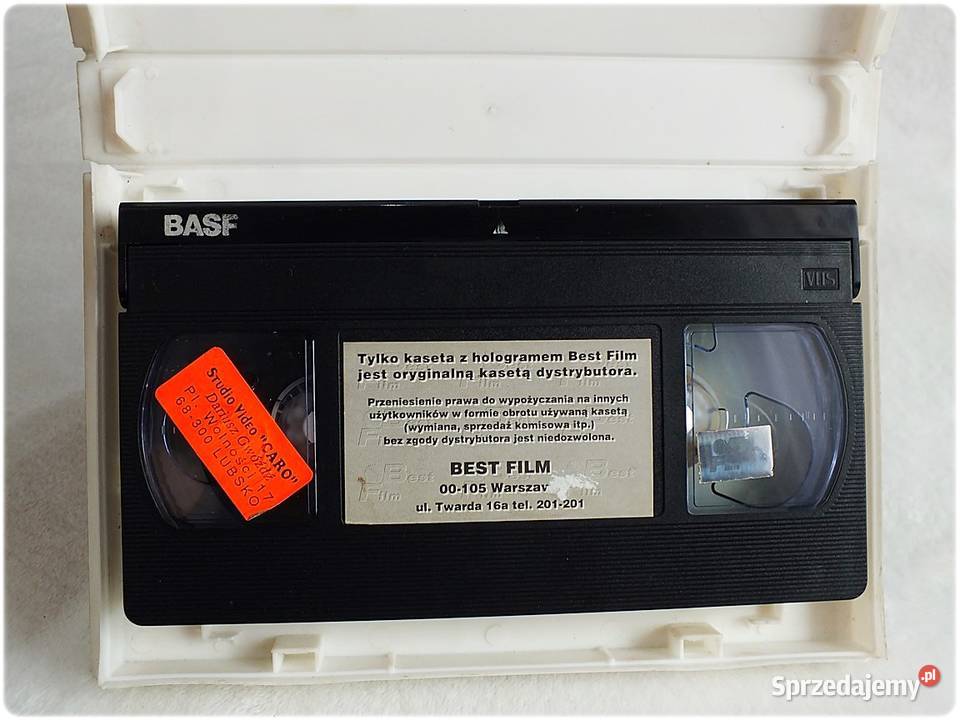 BASF
VHS
STUDIO VIDEO "CARO"
Dariusz Gwóźdź
Pl. Wolności 17
68-300 LUBSKO
Tylko kaseta z hologramem Best Film
jest oryginalną kasetą dystrybutora.
Przeniesienie prawa do wypożyczania na innych
użytkowników w formie obrotu używaną kasetą
(wymiana, sprzedaż komisowa itp.)
bez zgody dystrybutora jest niedozwolona.
BEST FILM
00-105 Warszaw
ul. Twarda 16a tel. 201-201
Sprzedajemy.pl